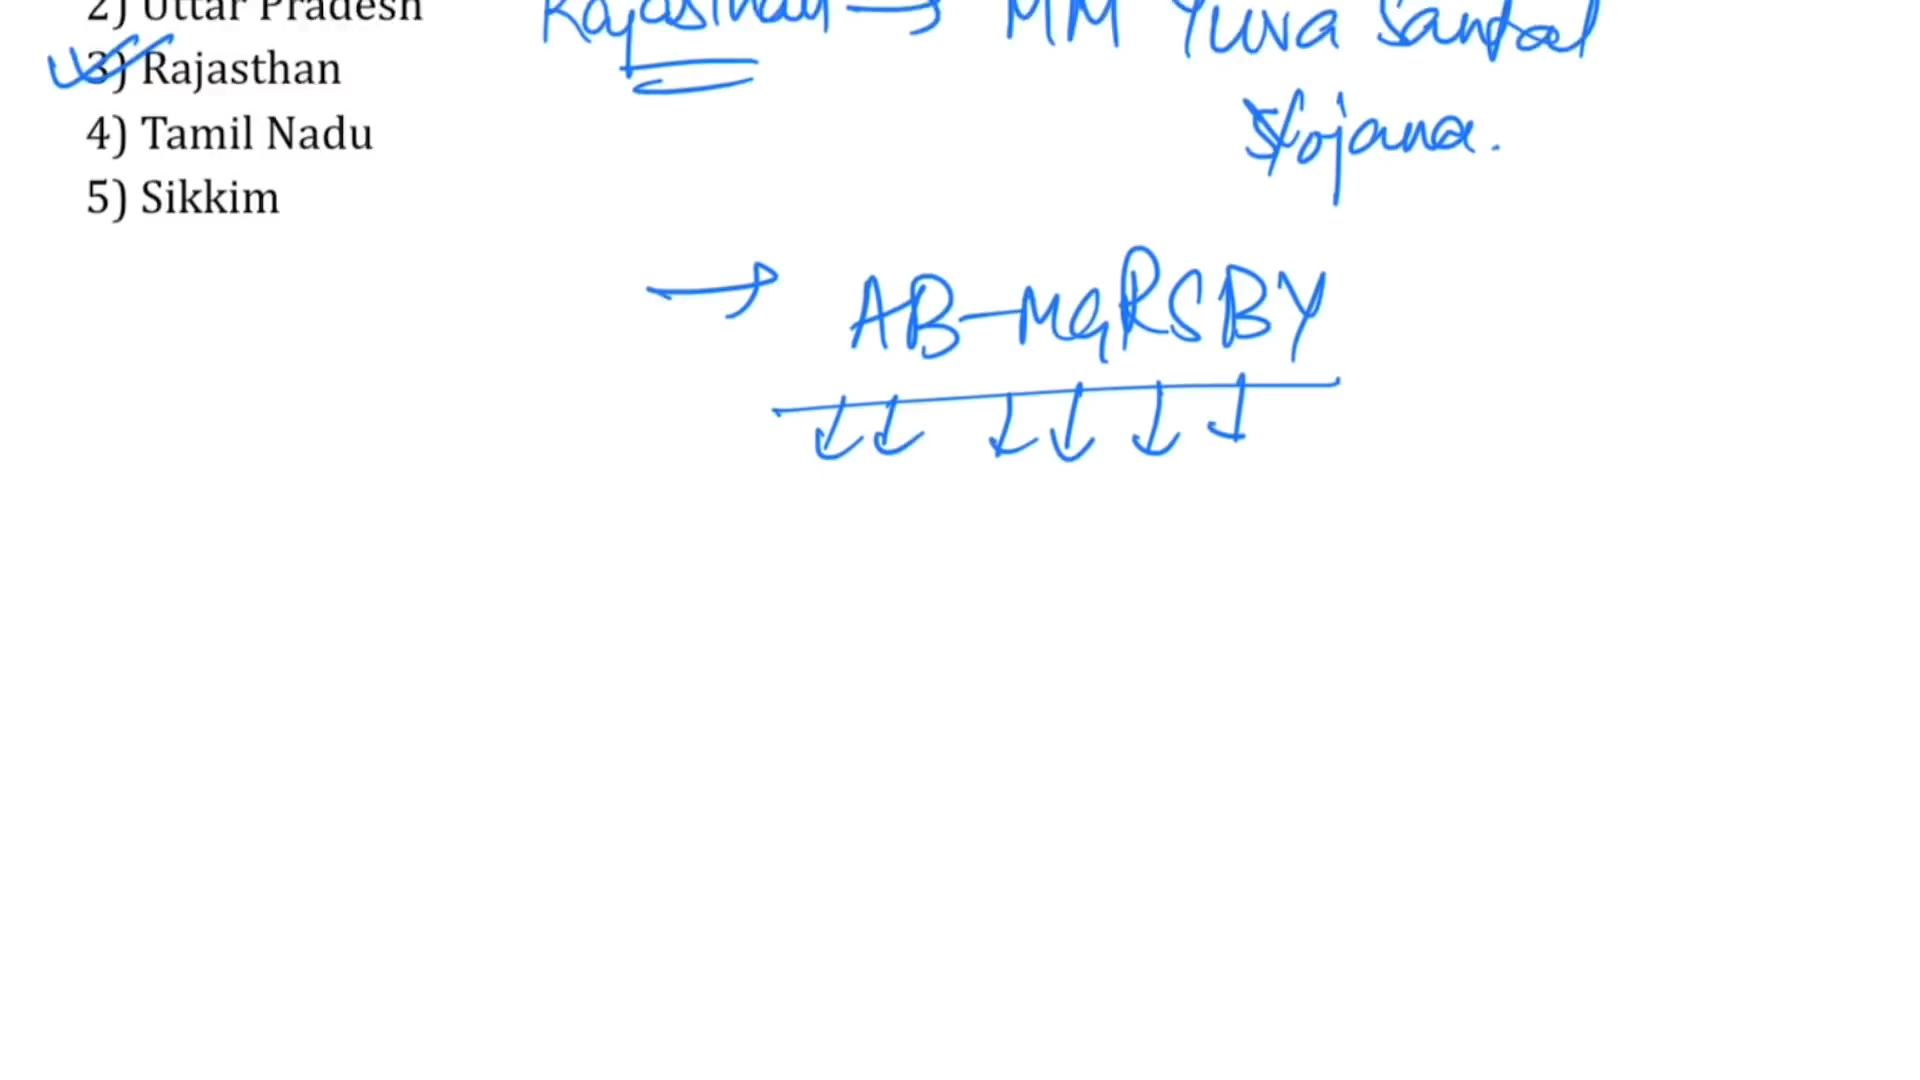 2) Uttar Pradesh
Rajasthan → MM Yuva Sambal
3) Rajasthan
Yojana.
4) Tamil Nadu
5) Sikkim
→ AB-MGRSBY